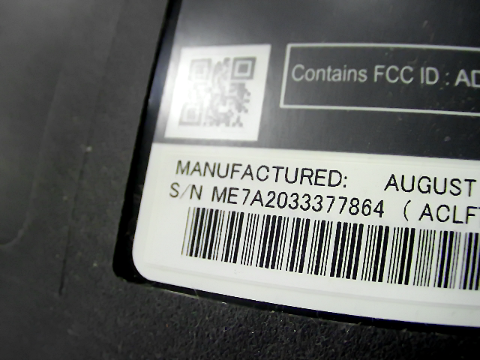 Contains FCC ID : AD
MANUFACTURED: AUGUST
S/N ME7A2033377864 ( ACLF